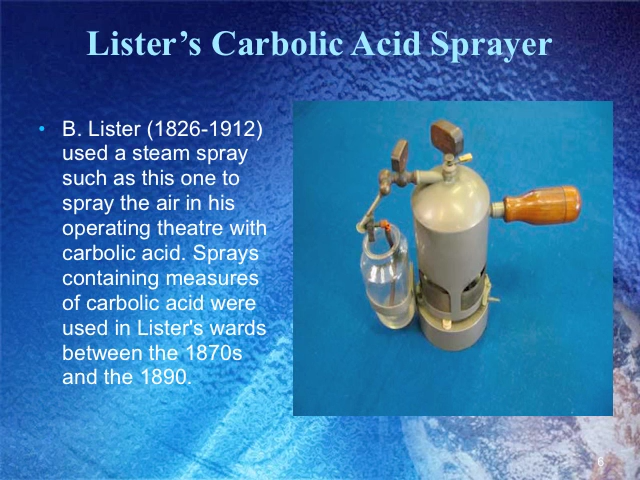 Lister’s Carbolic Acid Sprayer
• B. Lister (1826-1912)
used a steam spray
such as this one to
spray the air in his
operating theatre with
carbolic acid. Sprays
containing measures
of carbolic acid were
used in Lister's wards
between the 1870s
and the 1890.
6